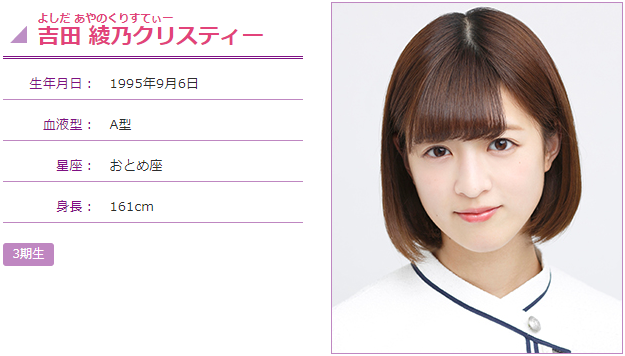 よしだ あやのくりすてぃー
吉田 綾乃クリスティー
生年月日： 1995年9月6日
血液型： A型
星座： おとめ座
身長： 161cm
3期生